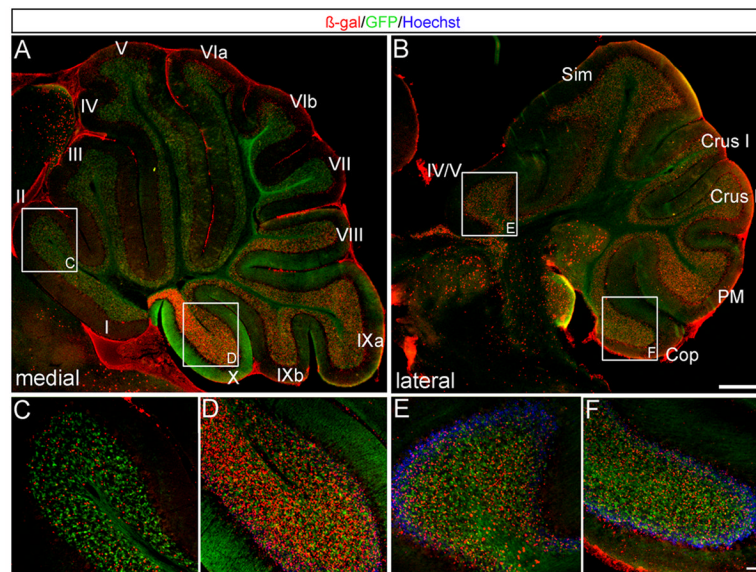 ß-gal/GFP/Hoechst
A
V
VIa
IV
VIb
III
VII
II
VIII
C
I
D
IXa
medial
X
IXb
B
Sim
Crus I
IV/V
Crus
E
PM
F
Cop
lateral
C
D
E
F